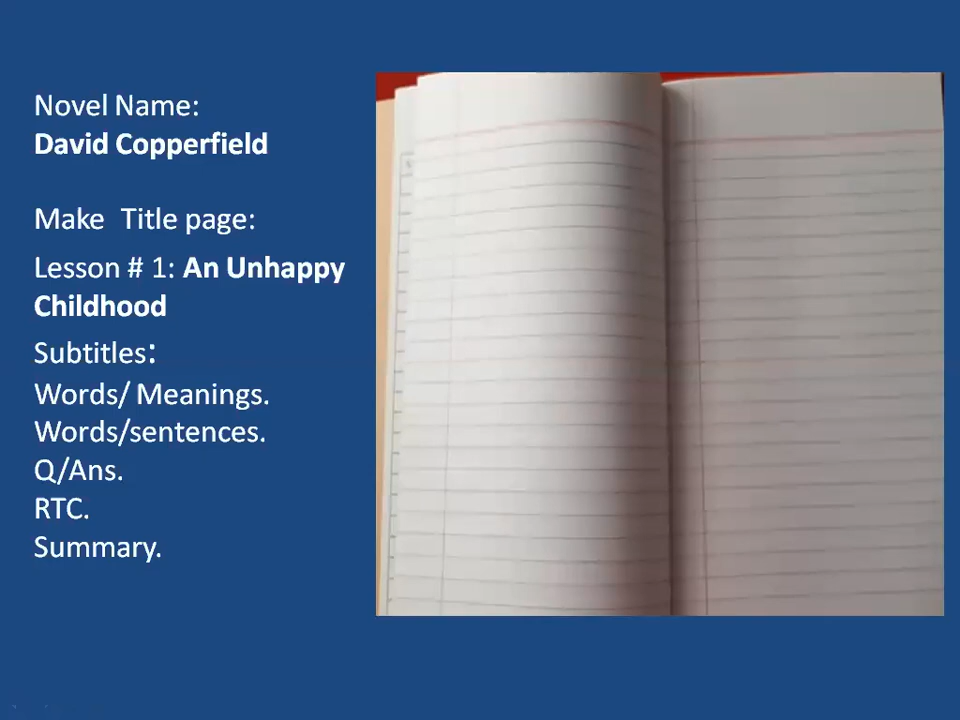 Novel Name:
David Copperfield
Make Title page:
Lesson # 1: An Unhappy
Childhood
Subtitles:
Words/ Meanings.
Words/sentences.
Q/Ans.
RTC.
Summary.